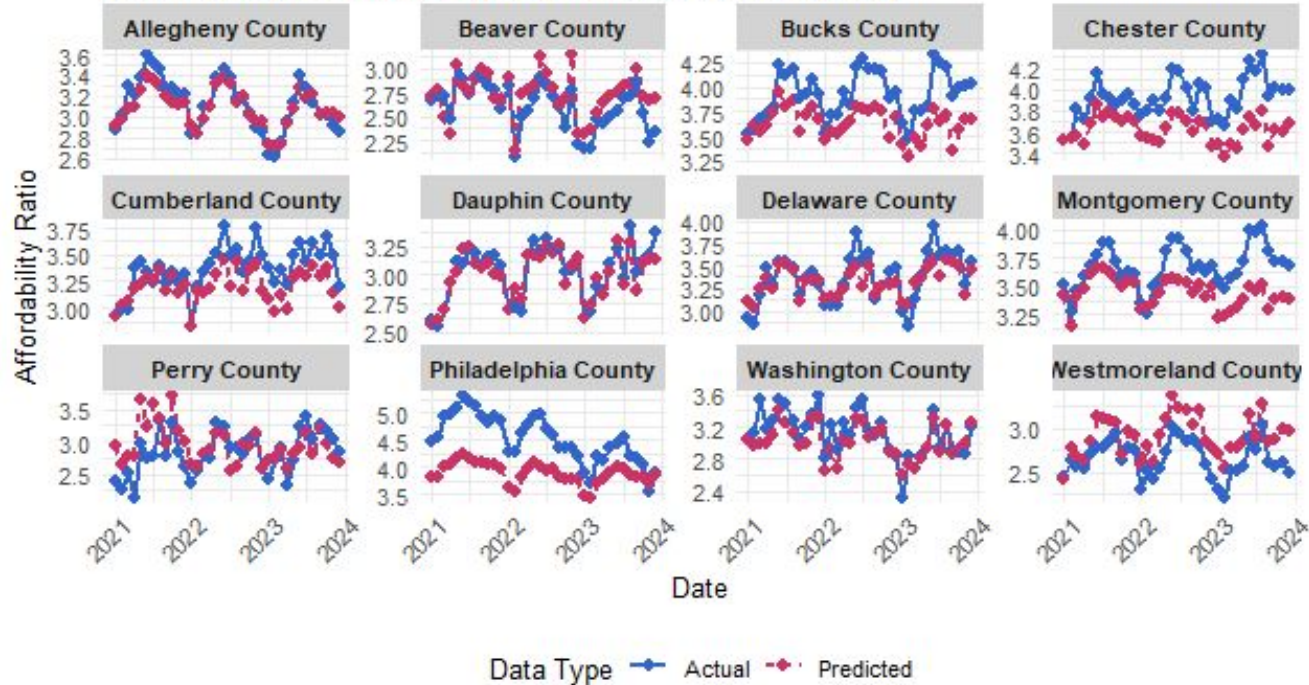 Allegheny County Beaver County Bucks County Chester County
3.6 3.4 3.2 3.0 2.8 2.6
3.00 2.75 2.50 2.25
4.25 4.00 3.75 3.50 3.25
4.2 4.0 3.8 3.6 3.4
Cumberland County Dauphin County Delaware County Montgomery County
3.75 3.50 3.25 3.00
3.25 3.00 2.75 2.50
4.00 3.75 3.50 3.25 3.00
4.00 3.75 3.50 3.25
Perry County Philadelphia County Washington County Westmoreland County
3.5 3.0 2.5
5.0 4.5 4.0 3.5
3.6 3.2 2.8 2.4
3.0 2.5
Affordability Ratio
2021 2022 2023 2024 2021 2022 2023 2024 2021 2022 2023 2024 2021 2022 2023 2024
Date
Data Type Actual Predicted